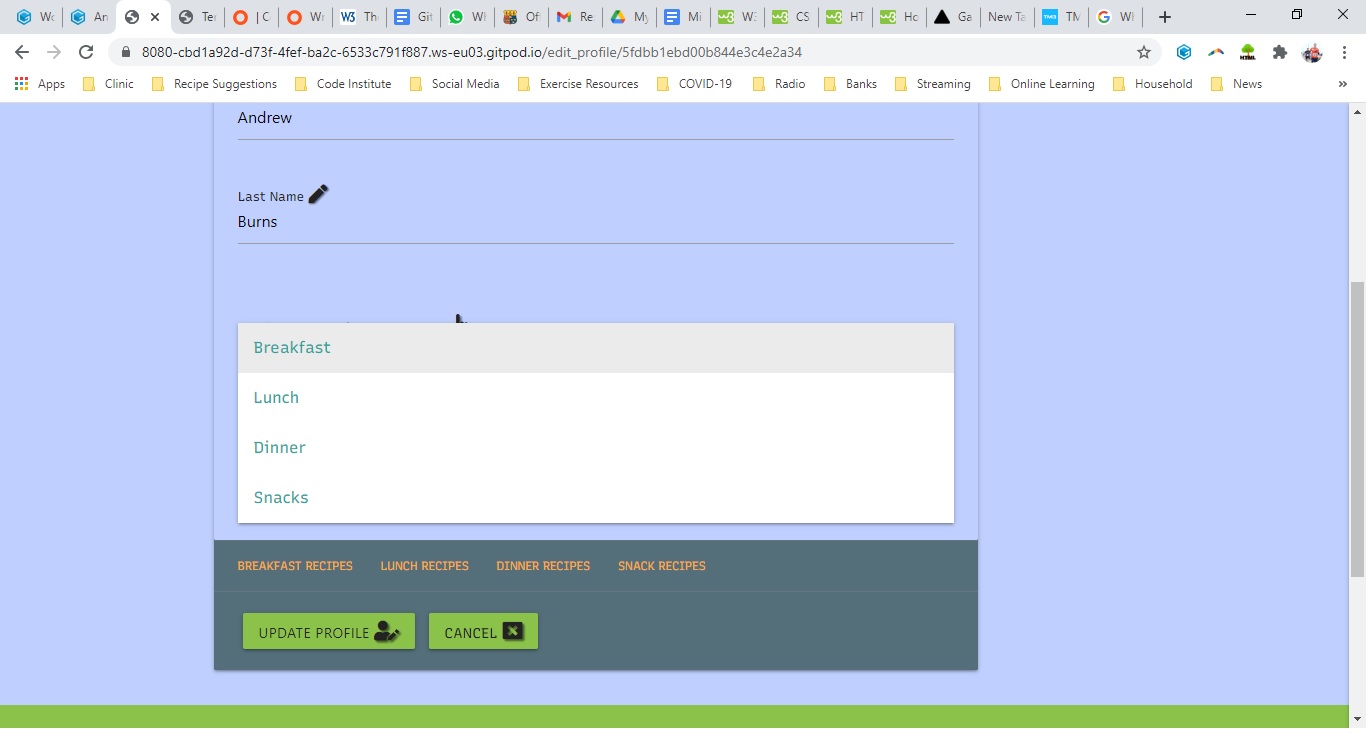 Wo
An
Ter
| C
Wr
Th
Git
Wh
Of
Re
My
Mi
W3
CS
HT
Ho
Ga
New Ta
TM
Wh
8080-cbd1a92d-d73f-4fef-ba2c-6533c791f887.ws-eu03.gitpod.io/edit_profile/5fdbb1ebd00b844e3c4e2a34
Apps Clinic Recipe Suggestions Code Institute Social Media Exercise Resources COVID-19 Radio Banks Streaming Online Learning Household News »
Andrew
Last Name
Burns
Breakfast
Lunch
Dinner
Snacks
BREAKFAST RECIPES LUNCH RECIPES DINNER RECIPES SNACK RECIPES
UPDATE PROFILE CANCEL